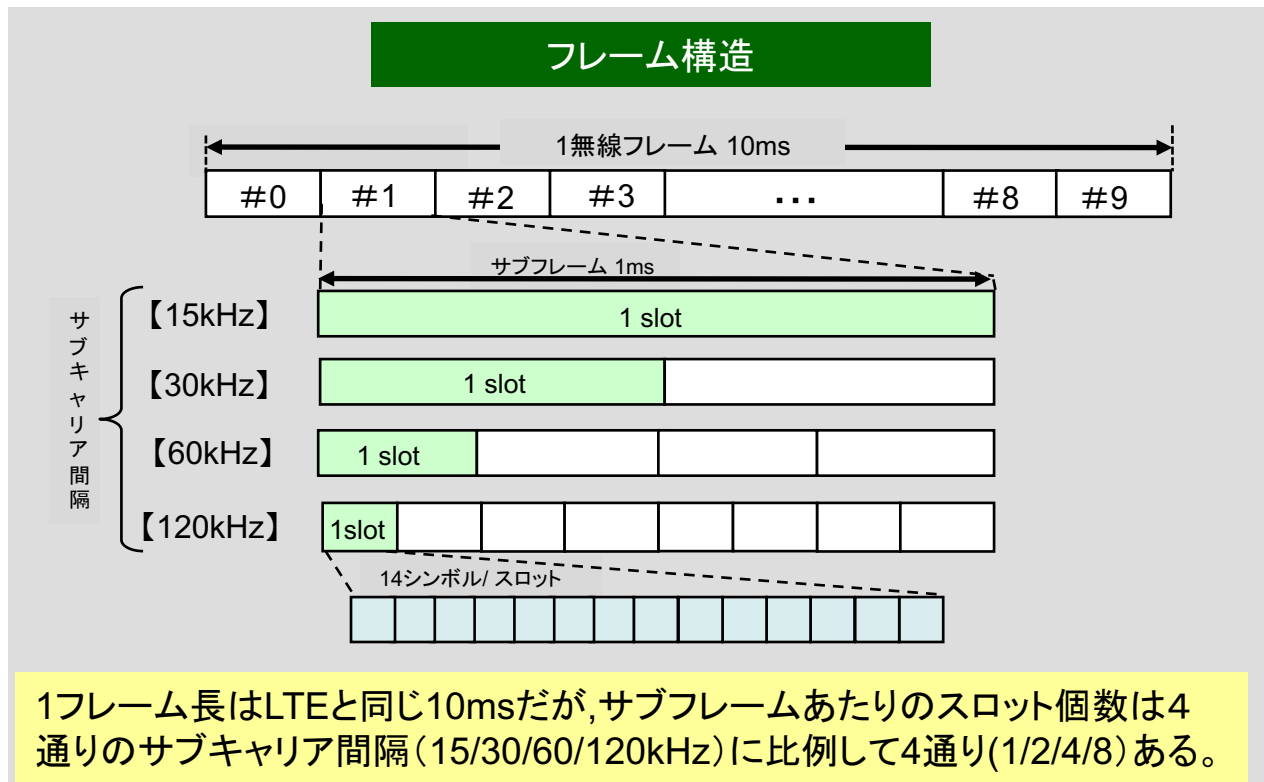 フレーム構造
1無線フレーム 10ms
#0 #1 #2 #3 ・・・ #8 #9
サブフレーム 1ms
サブキャリア間隔
【15kHz】 1 slot
【30kHz】 1 slot
【60kHz】 1 slot
【120kHz】 1slot
14シンボル/ スロット
1フレーム長はLTEと同じ10msだが,サブフレームあたりのスロット個数は4
通りのサブキャリア間隔(15/30/60/120kHz)に比例して4通り(1/2/4/8)ある。